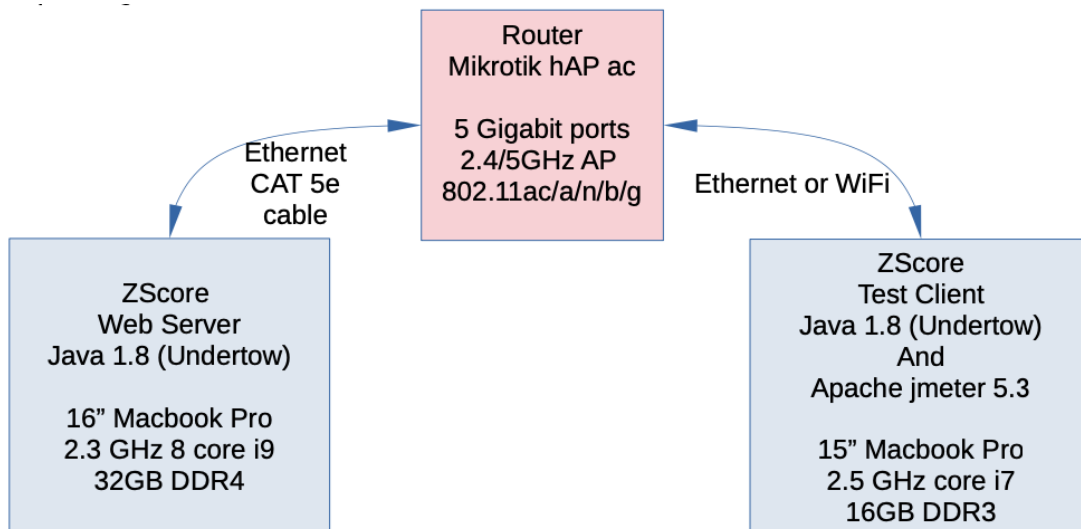 Router
Mikrotik hAP ac
5 Gigabit ports
2.4/5GHz AP
802.11ac/a/n/b/g
Ethernet
CAT 5e
cable
Ethernet or WiFi
ZScore
Web Server
Java 1.8 (Undertow)
16” Macbook Pro
2.3 GHz 8 core i9
32GB DDR4
ZScore
Test Client
Java 1.8 (Undertow)
And
Apache jmeter 5.3
15” Macbook Pro
2.5 GHz core i7
16GB DDR3